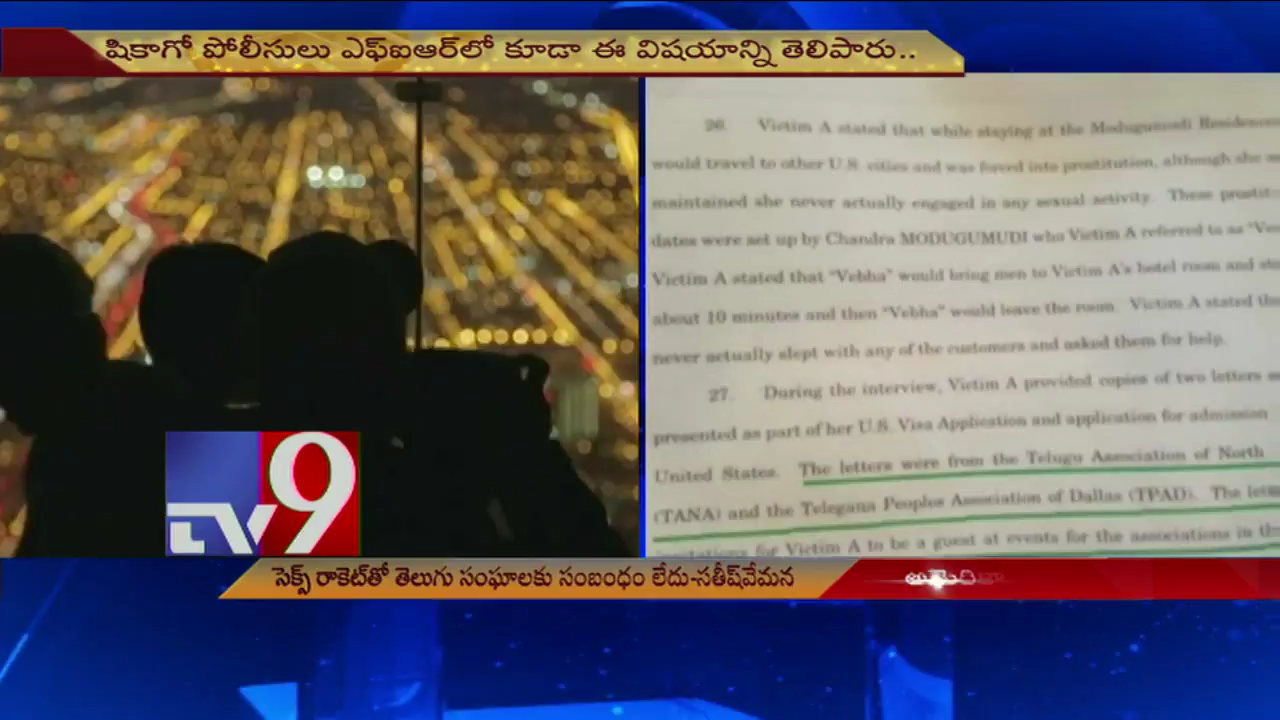 షికాగో పోలీసులు ఎఫ్ఐఆర్‌లో కూడా ఈ విషయాన్ని తెలిపారు..
26. Victim A stated that while staying at the Modugumudi Residence
would travel to other U.S. cities and was forced into prostitution, although she
maintained she never actually engaged in any sexual activity. These
dates were set up by Chandra MODUGUMUDI who Victim A referred to as
Victim A stated that "Vebha" would bring men to Victim A's hotel room and
about 10 minutes and then "Vebha" would leave the room. Victim A stated
never actually slept with any of the customers and asked them for help.
27. During the interview, Victim A provided copies of two letters
presented as part of her U.S. Visa Application and application for admission
United States. The letters were from the Telugu Association of North
(TANA) and the Telegana Peoples Association of Dallas (TPAD). The
for Victim A to be a guest at events for the associations in
TV9
సెక్స్ రాకెట్‌తో తెలుగు సంఘాలకు సంబంధం లేదు-సతీష్‌వేమన